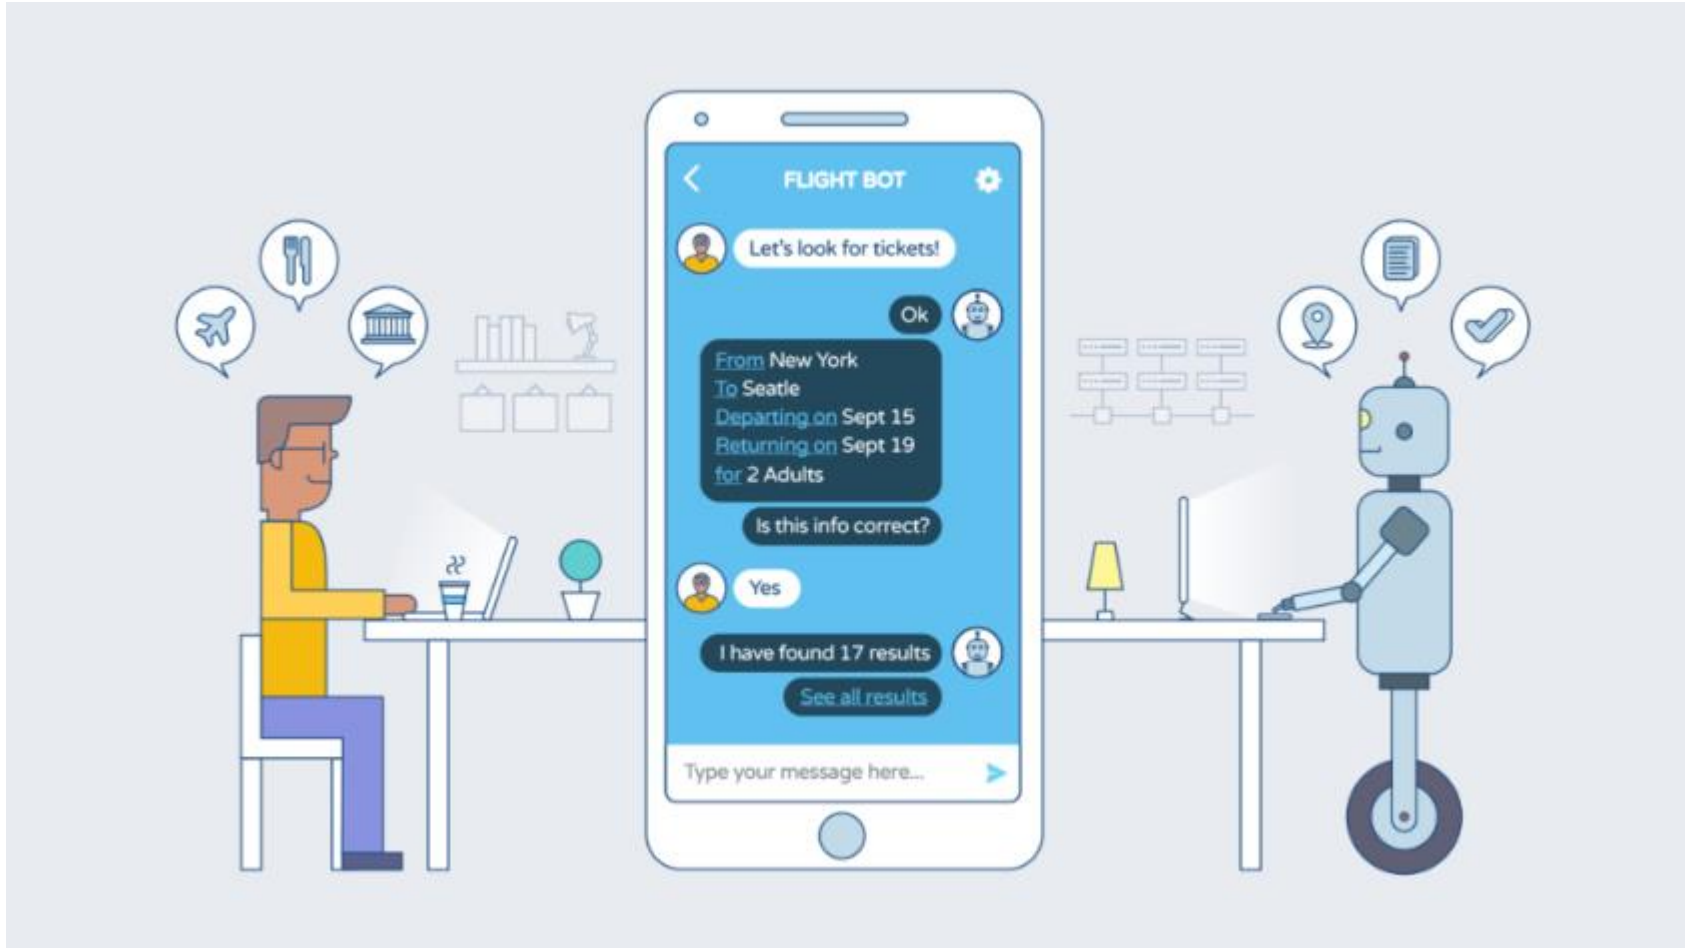 FLIGHT BOT
Let's look for tickets!
Ok
From New York
To Seatle
Departing on Sept 15
Returning on Sept 19
for 2 Adults
Is this info correct?
Yes
I have found 17 results
See all results
Type your message here...